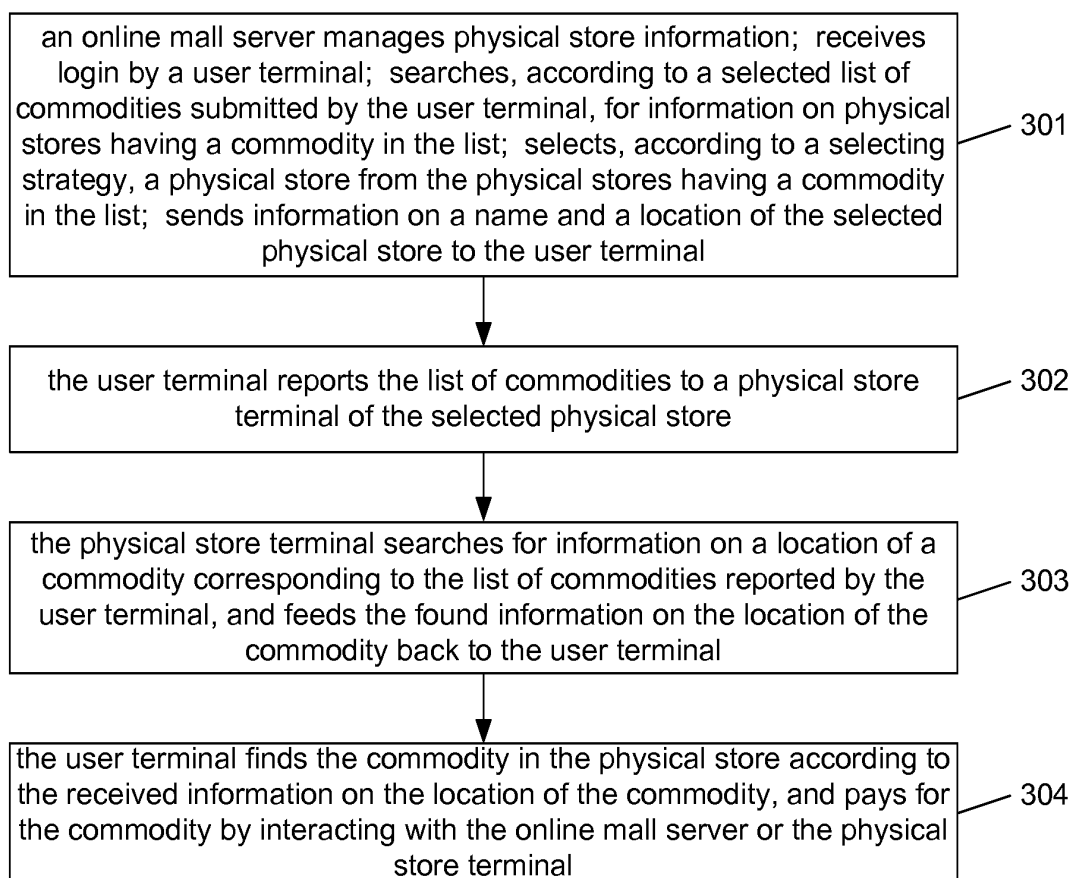 an online mall server manages physical store information; receives
login by a user terminal; searches, according to a selected list of
commodities submitted by the user terminal, for information on physical
stores having a commodity in the list; selects, according to a selecting
strategy, a physical store from the physical stores having a commodity
in the list; sends information on a name and a location of the selected
physical store to the user terminal
301
the user terminal reports the list of commodities to a physical store
terminal of the selected physical store
302
the physical store terminal searches for information on a location of a
commodity corresponding to the list of commodities reported by the
user terminal, and feeds the found information on the location of the
commodity back to the user terminal
303
the user terminal finds the commodity in the physical store according to
the received information on the location of the commodity, and pays for
the commodity by interacting with the online mall server or the physical
store terminal
304